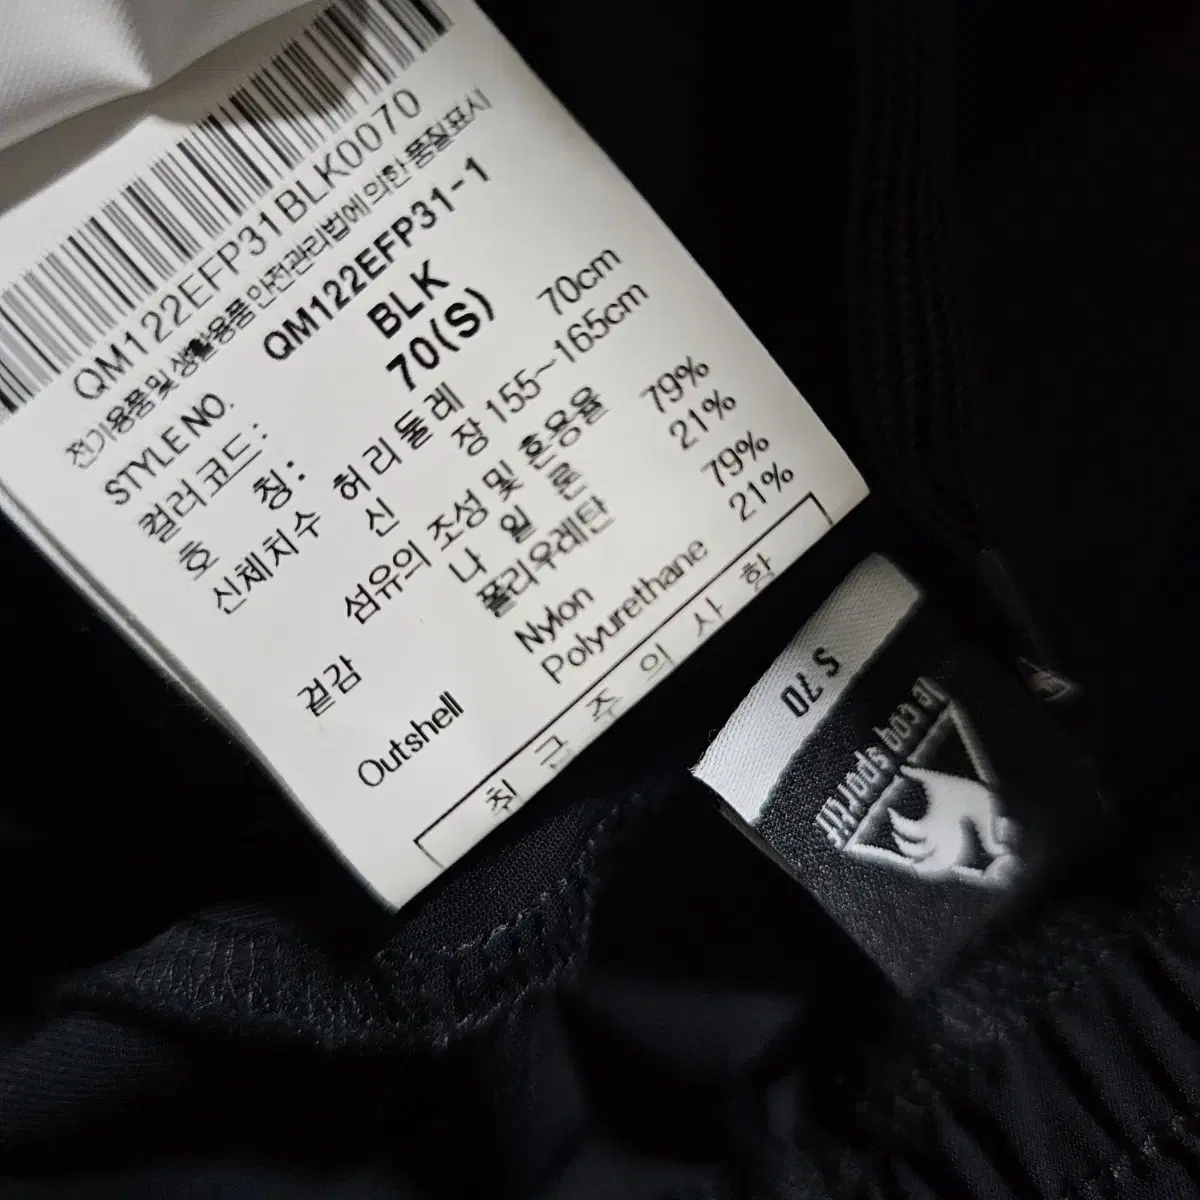 QM122EFP31BLK0070
전기용품 및 생활용품 안전관리법에 의한 품질표시
STYLE NO. QM122EFP31-1
컬러코드: BLK
호 칭: 70(S)
신체치수 허리둘레 70cm
신 장 155~165cm
섬유의 조성 및 혼용율
겉감 나 일 론 79%
폴리우레탄 21%
Outshell Nylon 79%
Polyurethane 21%
취 급 주 의 사 항
S 70
le coq sportif